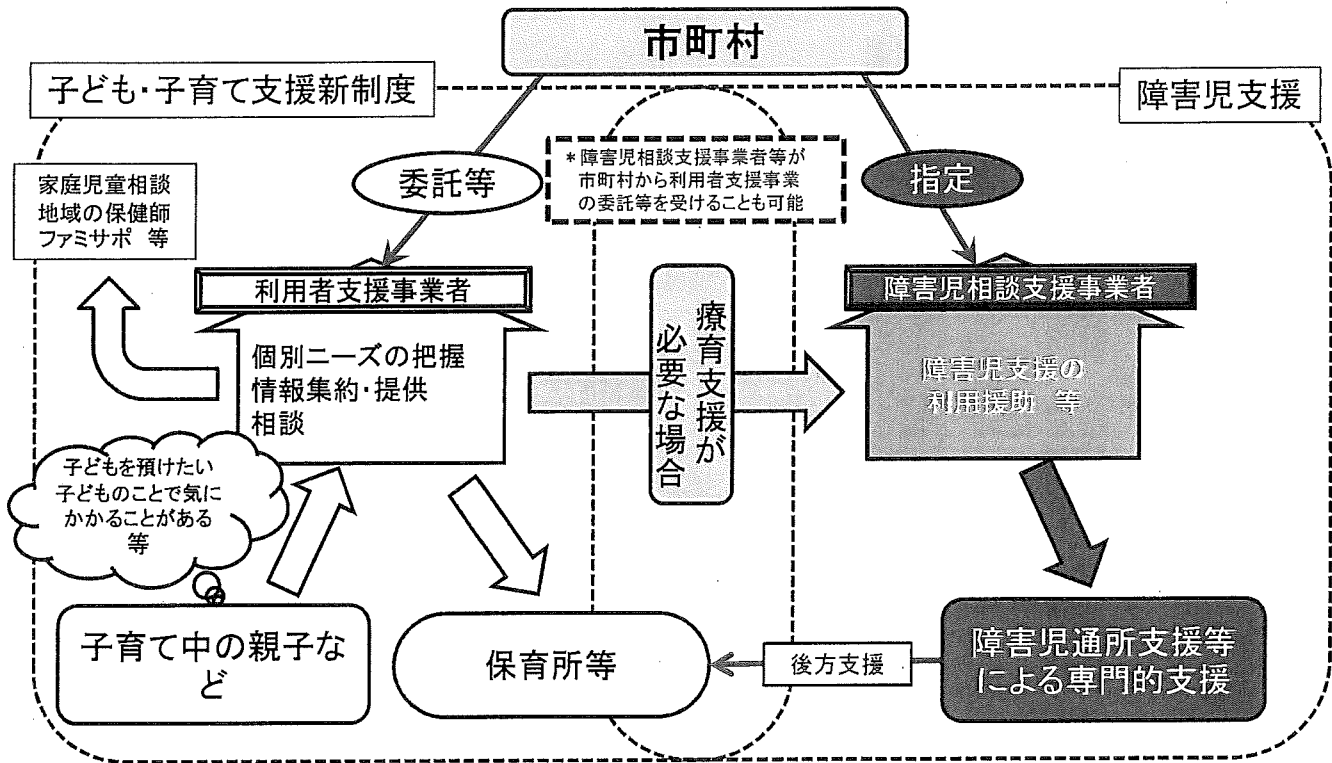 市町村
子ども・子育て支援新制度
障害児支援
家庭児童相談
地域の保健師
ファミサポ 等
委託等
*障害児相談支援事業者等が
市町村から利用者支援事業
の委託等を受けることも可能
指定
利用者支援事業者
障害児相談支援事業者
個別ニーズの把握
情報集約・提供
相談
療育支援が
必要な場合
障害児支援の
利用援助 等
子どもを預けたい
子どものことで気に
かかることがある
等
子育て中の親子な
ど
保育所等
後方支援
障害児通所支援等
による専門的支援